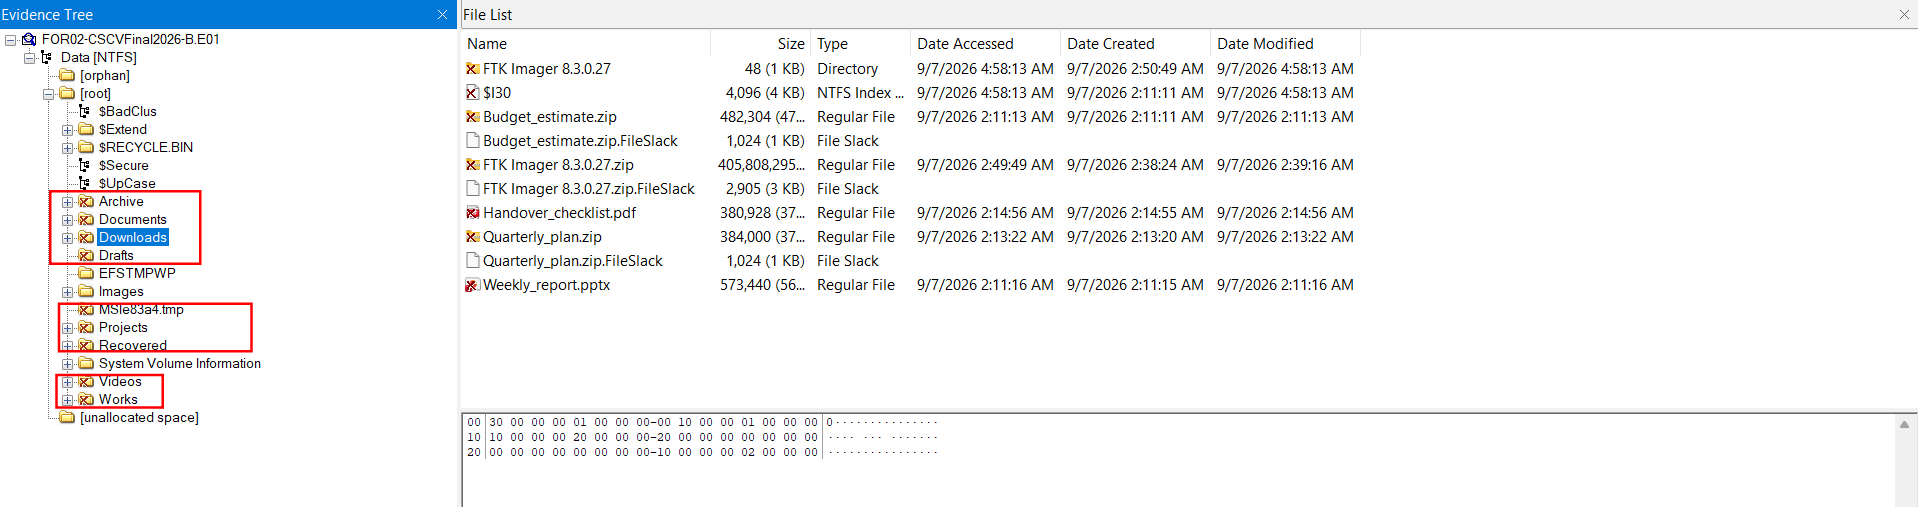 Evidence Tree
FOR02-CSCVFinal2026-B.E01
Data [NTFS]
[orphan]
[root]
$BadClus
$Extend
$RECYCLE.BIN
$Secure
$UpCase
Archive
Documents
Downloads
Drafts
EFSTMPWP
Images
MSIe83a4.tmp
Projects
Recovered
System Volume Information
Videos
Works
[unallocated space]
File List
Name Size Type Date Accessed Date Created Date Modified
FTK Imager 8.3.0.27 48 (1 KB) Directory 9/7/2026 4:58:13 AM 9/7/2026 2:50:49 AM 9/7/2026 4:58:13 AM
$I30 4,096 (4 KB) NTFS Index ... 9/7/2026 4:58:13 AM 9/7/2026 2:11:11 AM 9/7/2026 4:58:13 AM
Budget_estimate.zip 482,304 (47... Regular File 9/7/2026 2:11:13 AM 9/7/2026 2:11:11 AM 9/7/2026 2:11:13 AM
Budget_estimate.zip.FileSlack 1,024 (1 KB) File Slack
FTK Imager 8.3.0.27.zip 405,808,295... Regular File 9/7/2026 2:49:49 AM 9/7/2026 2:38:24 AM 9/7/2026 2:39:16 AM
FTK Imager 8.3.0.27.zip.FileSlack 2,905 (3 KB) File Slack
Handover_checklist.pdf 380,928 (37... Regular File 9/7/2026 2:14:56 AM 9/7/2026 2:14:55 AM 9/7/2026 2:14:56 AM
Quarterly_plan.zip 384,000 (37... Regular File 9/7/2026 2:13:22 AM 9/7/2026 2:13:20 AM 9/7/2026 2:13:22 AM
Quarterly_plan.zip.FileSlack 1,024 (1 KB) File Slack
Weekly_report.pptx 573,440 (56... Regular File 9/7/2026 2:11:16 AM 9/7/2026 2:11:15 AM 9/7/2026 2:11:16 AM
00 30 00 00 00 01 00 00 00-00 10 00 00 01 00 00 00 0···············
10 10 00 00 00 20 00 00 00-20 00 00 00 00 00 00 00 ···· ··· ·······
20 00 00 00 00 00 00 00 00-10 00 00 00 02 00 00 00 ················